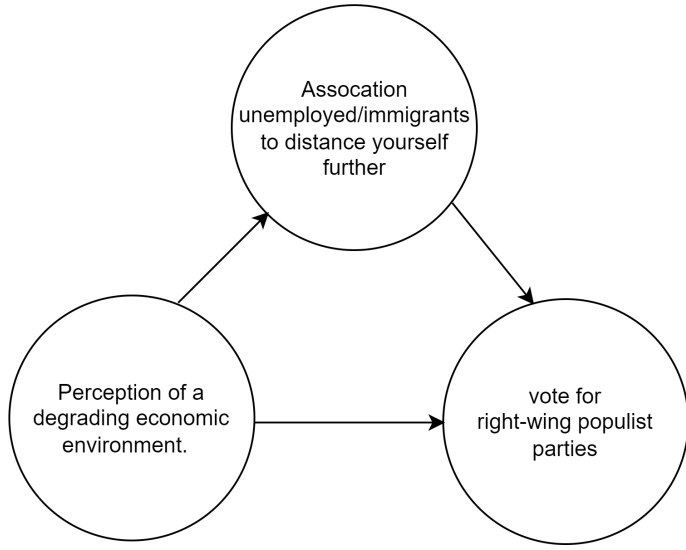 Assocation
unemployed/immigrants
to distance yourself
further
Perception of a
degrading economic
environment.
vote for
right-wing populist
parties